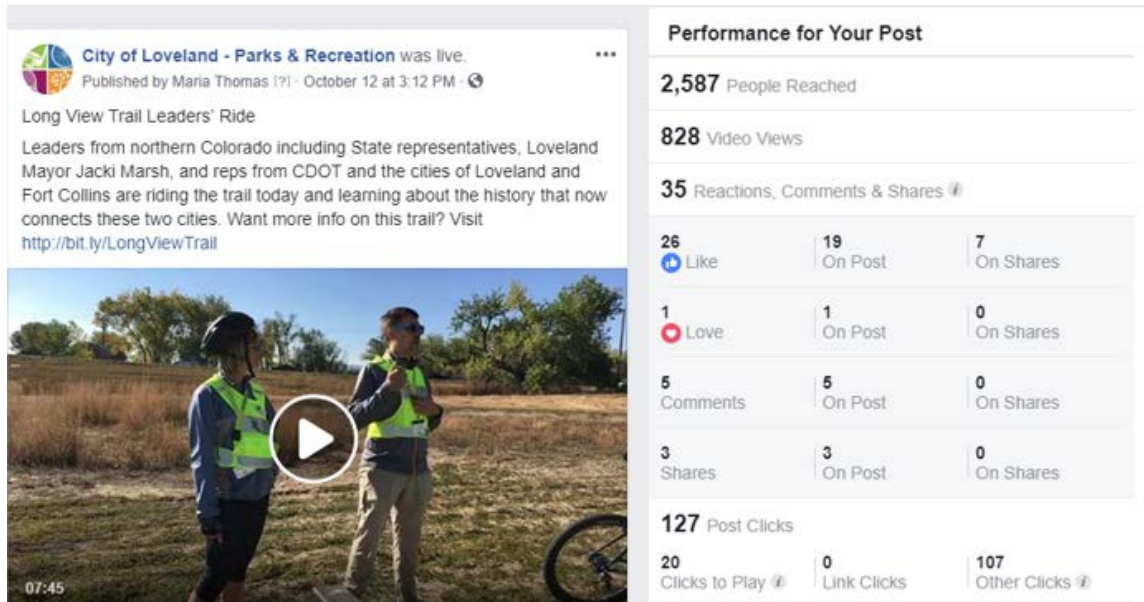 City of Loveland - Parks & Recreation was live.
Published by Maria Thomas [?] · October 12 at 3:12 PM ·
Long View Trail Leaders' Ride
Leaders from northern Colorado including State representatives, Loveland
Mayor Jacki Marsh, and reps from CDOT and the cities of Loveland and
Fort Collins are riding the trail today and learning about the history that now
connects these two cities. Want more info on this trail? Visit
http://bit.ly/LongViewTrail
07:45
Performance for Your Post
2,587 People Reached
828 Video Views
35 Reactions, Comments & Shares
26 19 7
Like On Post On Shares
1 1 0
Love On Post On Shares
5 5 0
Comments On Post On Shares
3 3 0
Shares On Post On Shares
127 Post Clicks
20 0 107
Clicks to Play Link Clicks Other Clicks